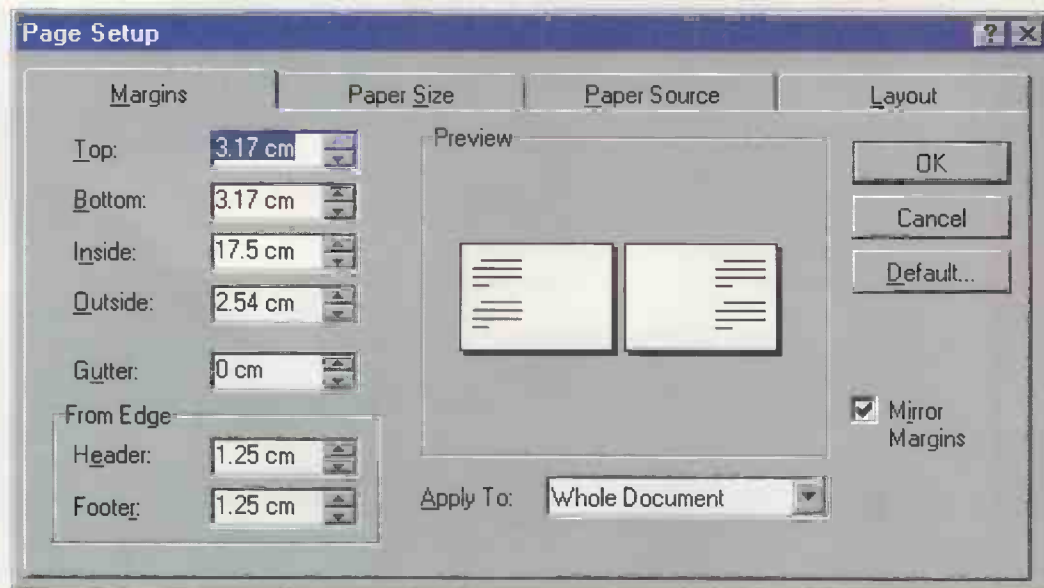 Page Setup
Margins
Paper Size
Paper Source
Layout
Top: 3.17 cm
Bottom: 3.17 cm
Inside: 17.5 cm
Outside: 2.54 cm
Gutter: 0 cm
From Edge
Header: 1.25 cm
Footer: 1.25 cm
Preview
Apply To: Whole Document
OK
Cancel
Default...
Mirror
Margins